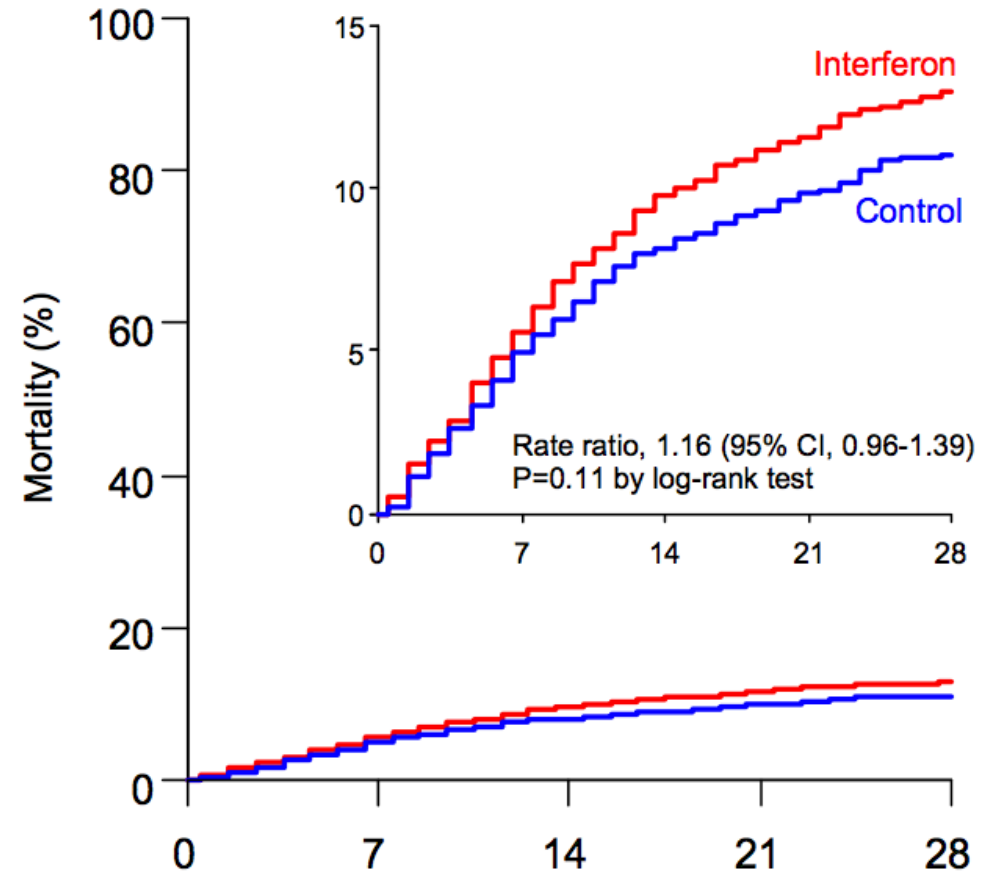 Mortality (%)
100
80
60
40
20
0
0 7 14 21 28
15
10
5
0
0 7 14 21 28
Interferon
Control
Rate ratio, 1.16 (95% CI, 0.96-1.39)
P=0.11 by log-rank test